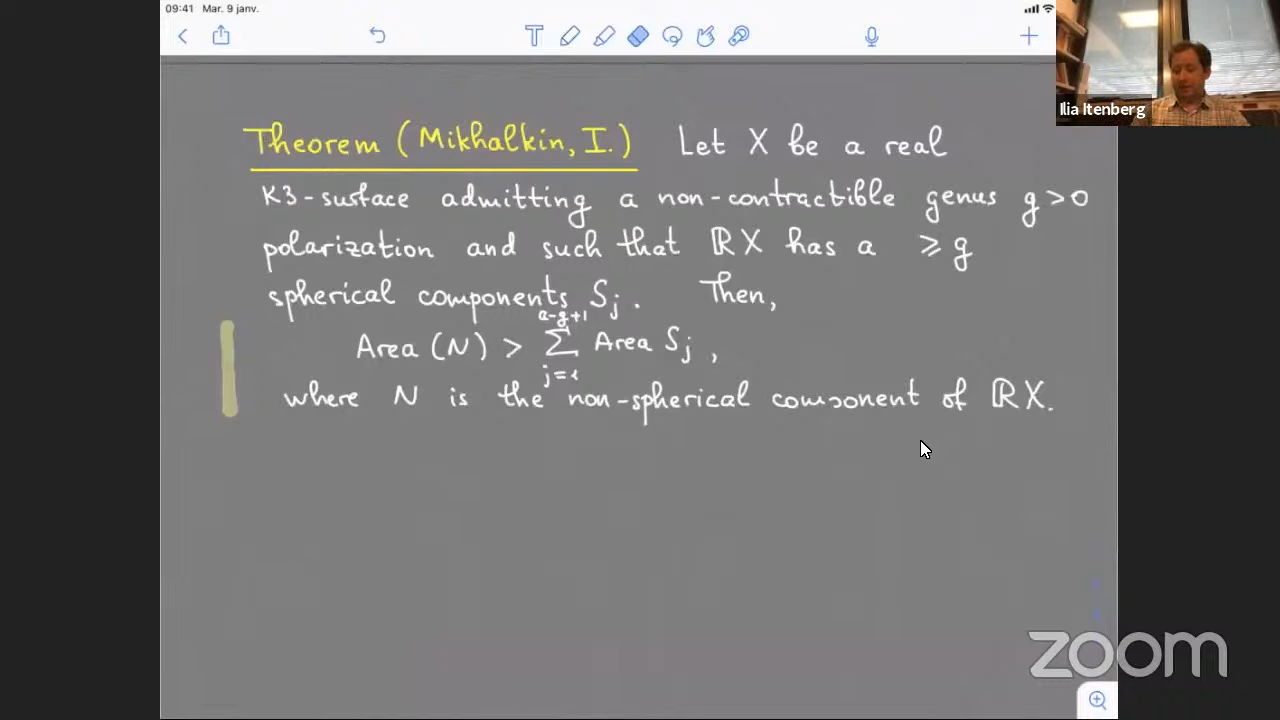 09:41 Mar. 9 janv.
Ilia Itenberg
Theorem (Mikhalkin, I.) Let X be a real
K3-surface admitting a non-contractible genus g > 0
polarization and such that ℝX has a ⩾ g
spherical components S_j. Then,
Area (N) > ∑_{j=1}^{a-g+1} Area S_j,
where N is the non-spherical component of ℝX.
zoom